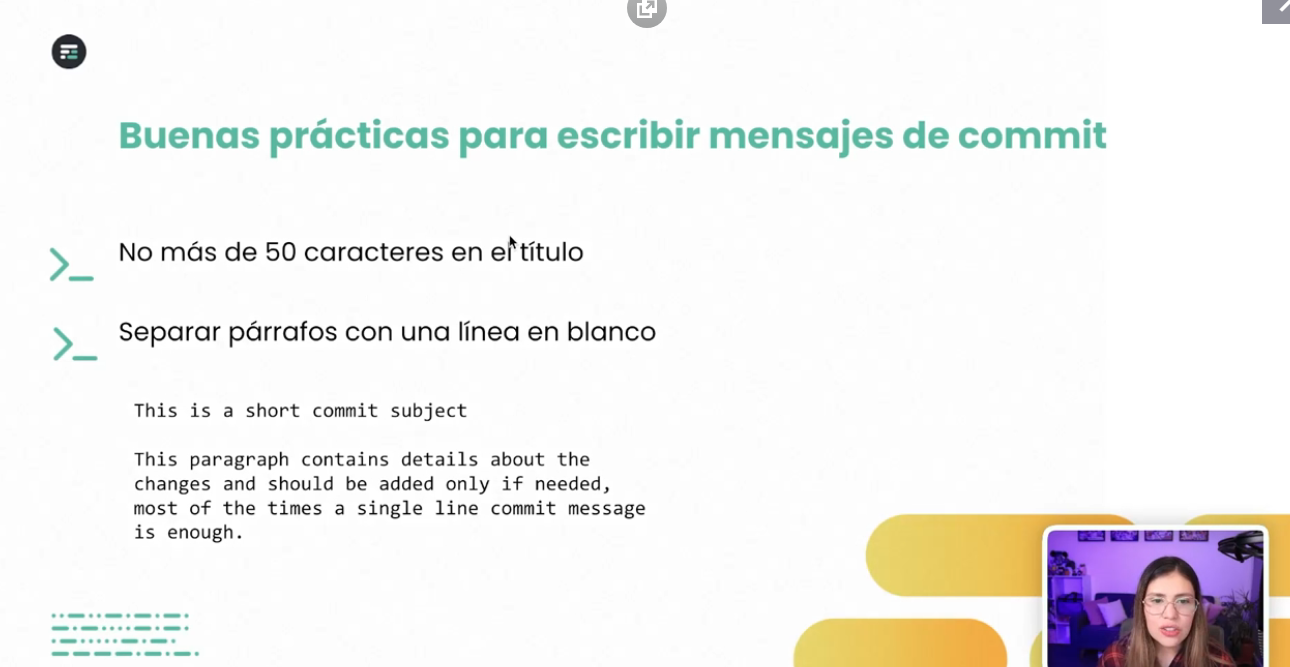 Buenas prácticas para escribir mensajes de commit
No más de 50 caracteres en el título
Separar párrafos con una línea en blanco
This is a short commit subject
This paragraph contains details about the
changes and should be added only if needed,
most of the times a single line commit message
is enough.